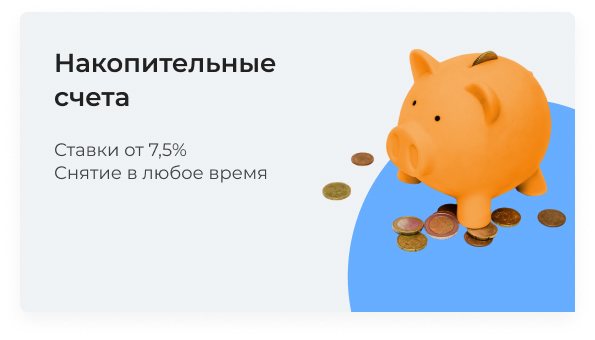 Накопительные
счета
Ставки от 7,5%
Снятие в любое время